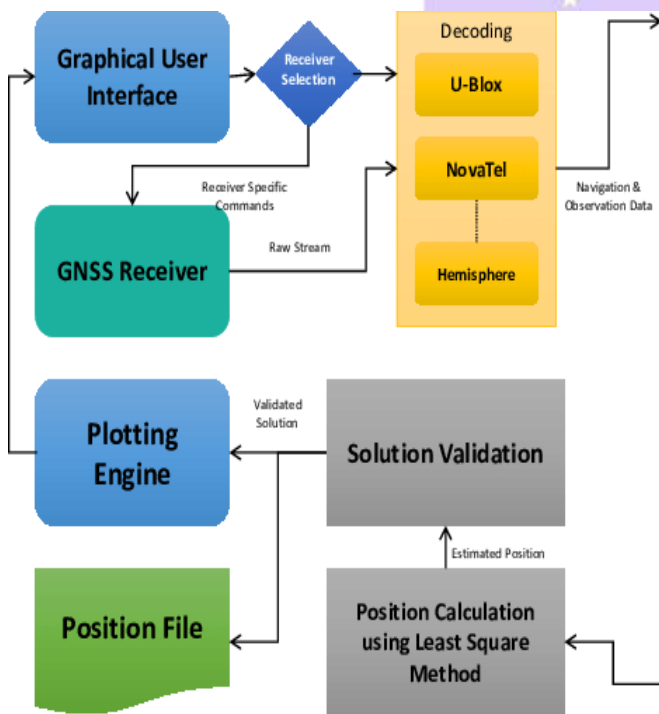 Graphical User
Interface
Receiver
Selection
Decoding
U-Blox
NovaTel
Hemisphere
Receiver Specific
Commands
Navigation &
Observation Data
GNSS Receiver
Raw Stream
Plotting
Engine
Validated
Solution
Solution Validation
Estimated Position
Position File
Position Calculation
using Least Square
Method